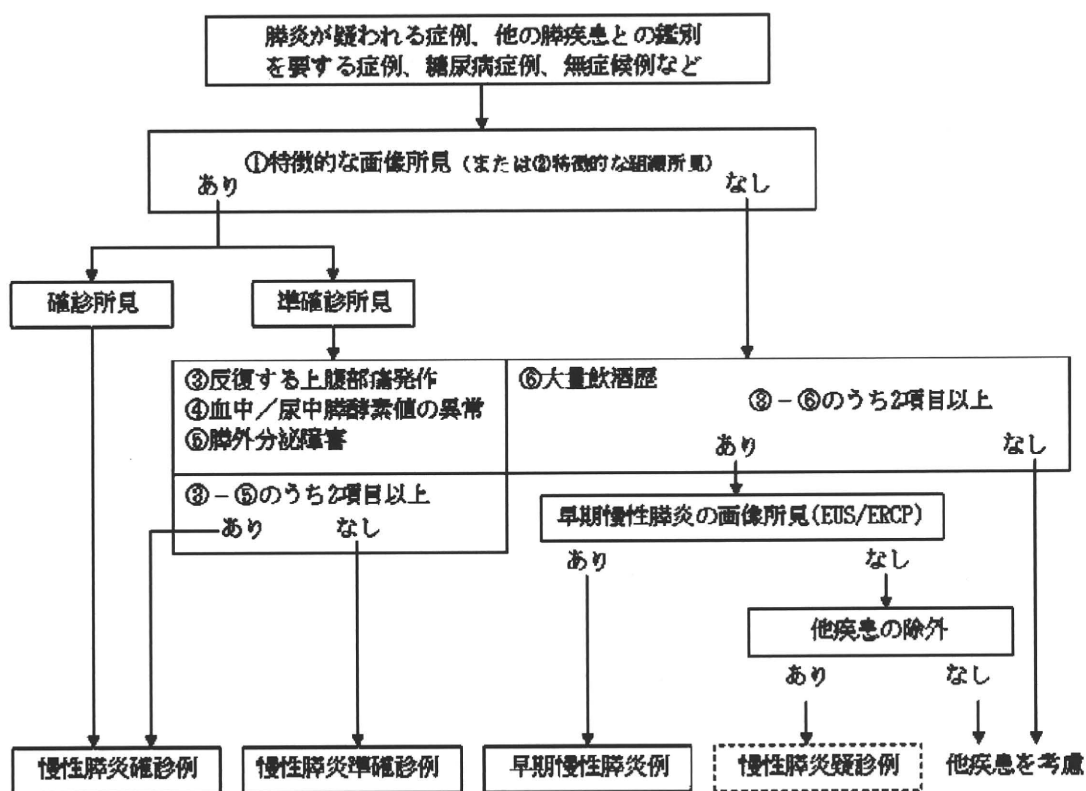 膵炎が疑われる症例、他の膵疾患との鑑別
を要する症例、糖尿病症例、無症候例など
①特徴的な画像所見（または②特徴的な組織所見）
あり
なし
確診所見
準確診所見
③反復する上腹部痛発作
④血中／尿中膵酵素値の異常
⑤膵外分泌障害
⑥大量飲酒歴
③－⑥のうち2項目以上
あり
なし
③－⑤のうち2項目以上
あり
なし
早期慢性膵炎の画像所見(EUS/ERCP)
あり
なし
他疾患の除外
あり
なし
慢性膵炎確診例
慢性膵炎準確診例
早期慢性膵炎例
慢性膵炎疑診例
他疾患を考慮